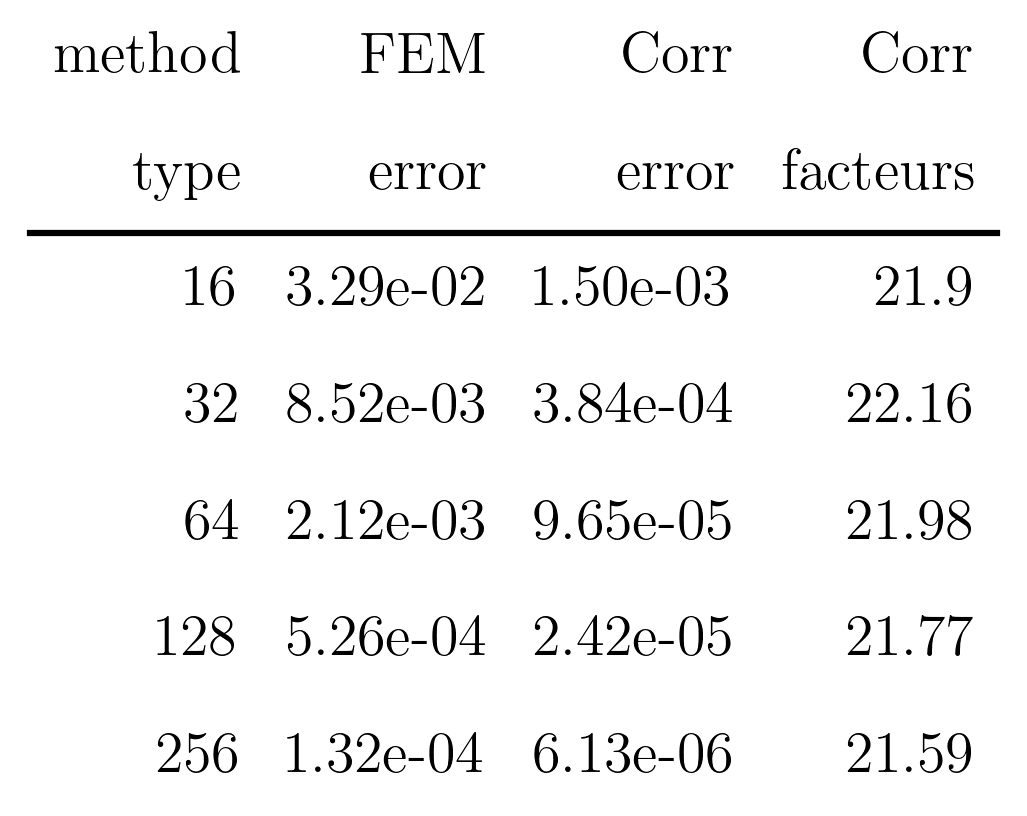 method FEM Corr Corr
type error error facteurs
16 3.29e-02 1.50e-03 21.9
32 8.52e-03 3.84e-04 22.16
64 2.12e-03 9.65e-05 21.98
128 5.26e-04 2.42e-05 21.77
256 1.32e-04 6.13e-06 21.59